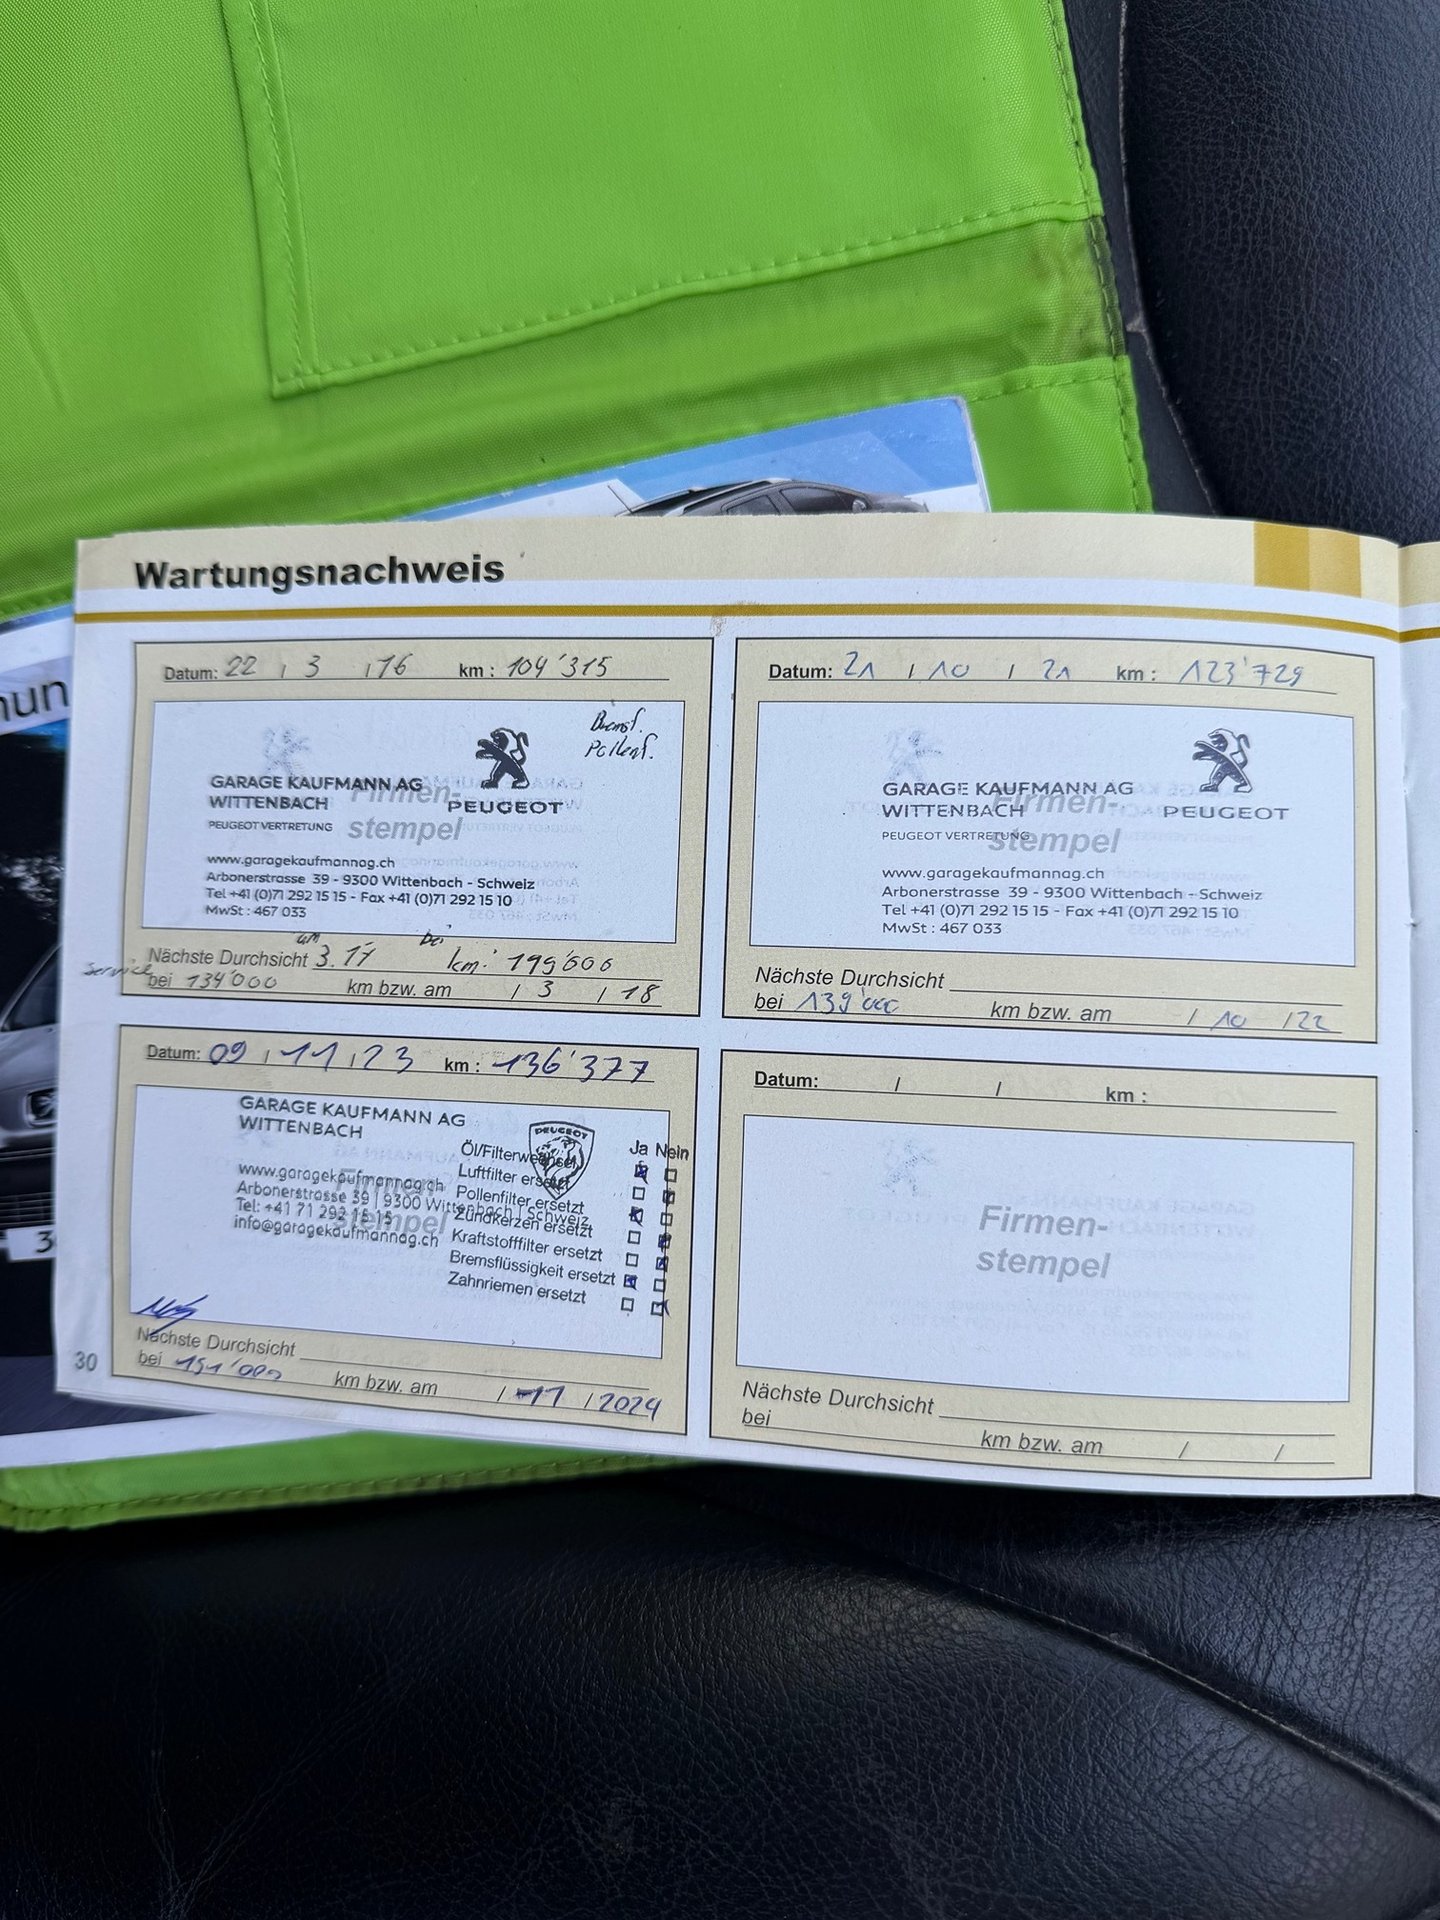 Wartungsnachweis
Datum: 22 / 3 / 16 km : 104'315
Pollenf.
GARAGE KAUFMANN AG
WITTENBACH
PEUGEOT VERTRETUNG
PEUGEOT
Firmen-
stempel
www.garagekaufmannag.ch
Arbonerstrasse 39 - 9300 Wittenbach - Schweiz
Tel +41 (0)71 292 15 15 - Fax +41 (0)71 292 15 10
MwSt : 467 033
am bei
Nächste Durchsicht 3.17 km:
service
bei 134'000 km bzw. am / 3 / 18
Datum: 21 / 10 / 21 km : 123'729
GARAGE KAUFMANN AG
WITTENBACH
PEUGEOT VERTRETUNG
PEUGEOT
Firmen-
stempel
www.garagekaufmannag.ch
Arbonerstrasse 39 - 9300 Wittenbach - Schweiz
Tel +41 (0)71 292 15 15 - Fax +41 (0)71 292 15 10
MwSt : 467 033
Nächste Durchsicht
bei 139'000 km bzw. am / 10 / 22
Datum: 09 / 11 / 23 km : 136'377
GARAGE KAUFMANN AG
WITTENBACH
PEUGEOT
www.garagekaufmannag.ch
Arbonerstrasse 39 | 9300 Wittenbach | Schweiz
Tel: +41 71 292 15 15
info@garagekaufmannag.ch
Firmen-
stempel
Ja Nein
Öl/Filterwechsel
Luftfilter ersetzt
Pollenfilter ersetzt
Zündkerzen ersetzt
Kraftstofffilter ersetzt
Bremsflüssigkeit ersetzt
Zahnriemen ersetzt
Nächste Durchsicht
bei 151'000 km bzw. am / 11 / 2024
30
Datum: / / km :
Firmen-
stempel
Nächste Durchsicht
bei km bzw. am / /